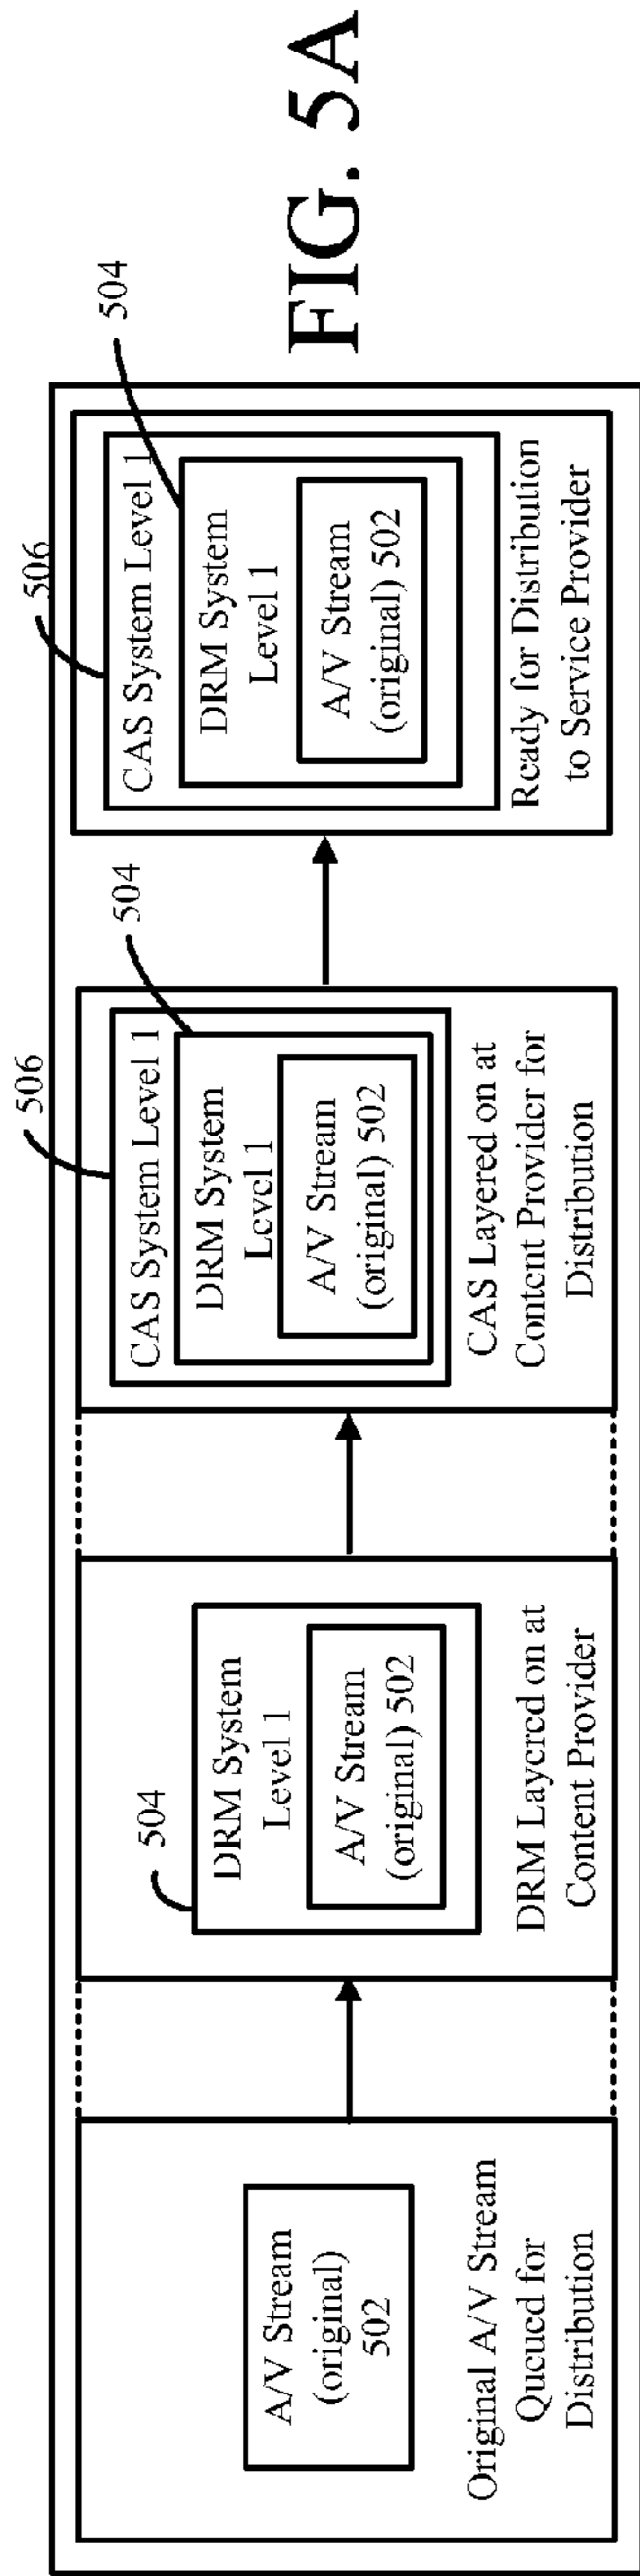 A/V Stream
(original)
502
Original A/V Stream
Queued for
Distribution
504
DRM System
Level 1
A/V Stream
(original) 502
DRM Layered on at
Content Provider
506
504
CAS System Level 1
DRM System
Level 1
A/V Stream
(original) 502
CAS Layered on at
Content Provider for
Distribution
506
504
CAS System Level 1
DRM System
Level 1
A/V Stream
(original) 502
Ready for Distribution
to Service Provider
FIG. 5A